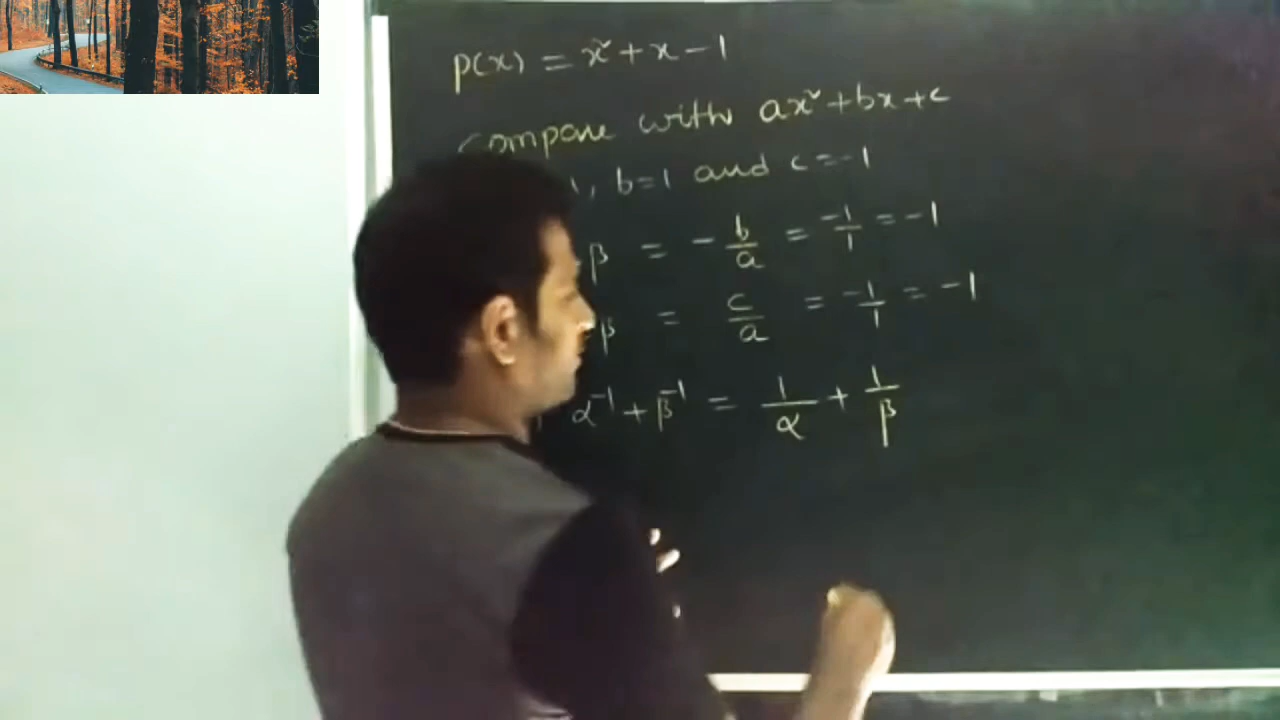 p(x) = x² + x - 1
compare with ax² + bx + c
1, b=1 and c=-1
β = - b/a = -1/1 = -1
β = c/a = -1/1 = -1
α⁻¹ + β⁻¹ = 1/α + 1/β